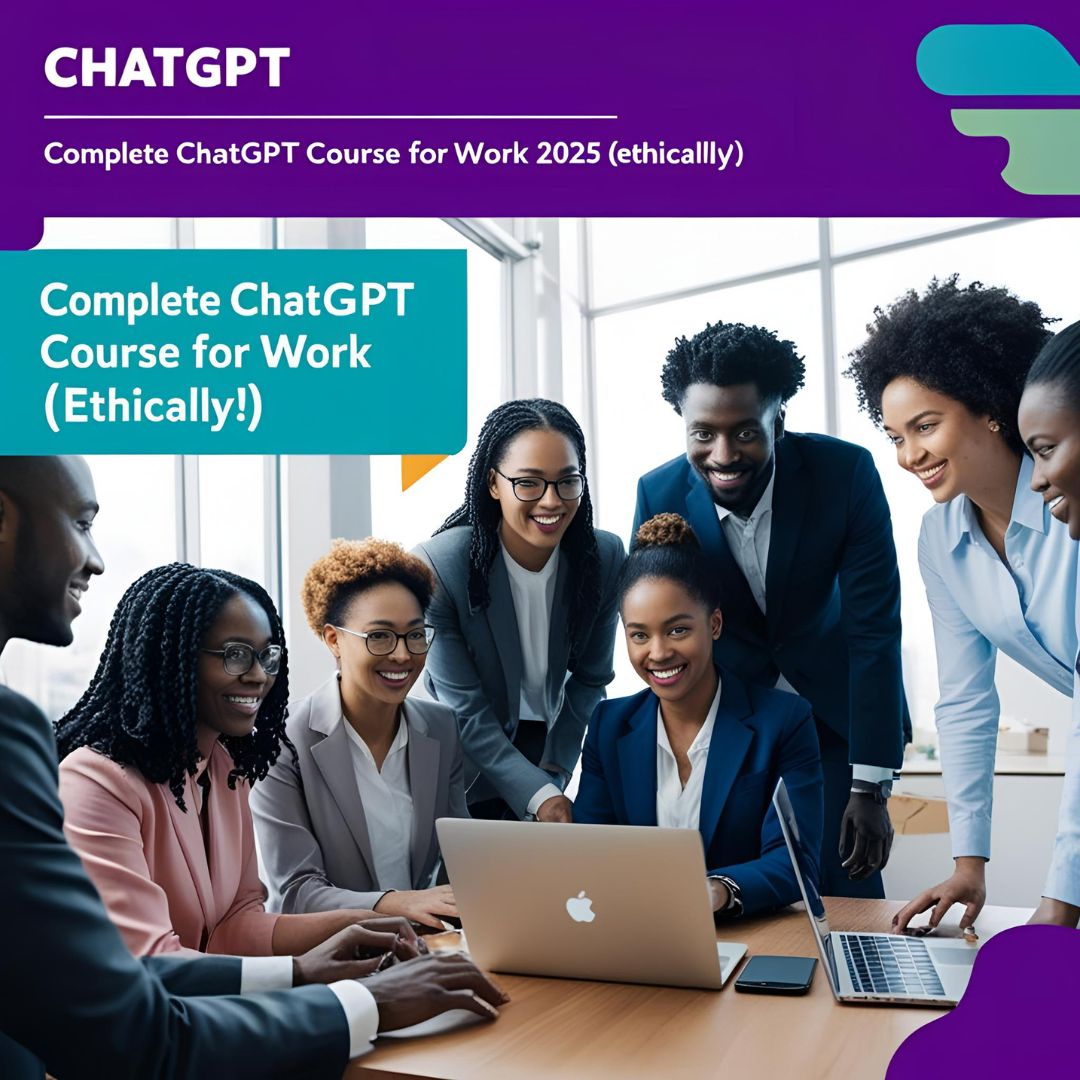 CHATGPT
Complete ChatGPT Course for Work 2025 (ethicallly)
Complete ChatGPT
Course for Work
(Ethically!)